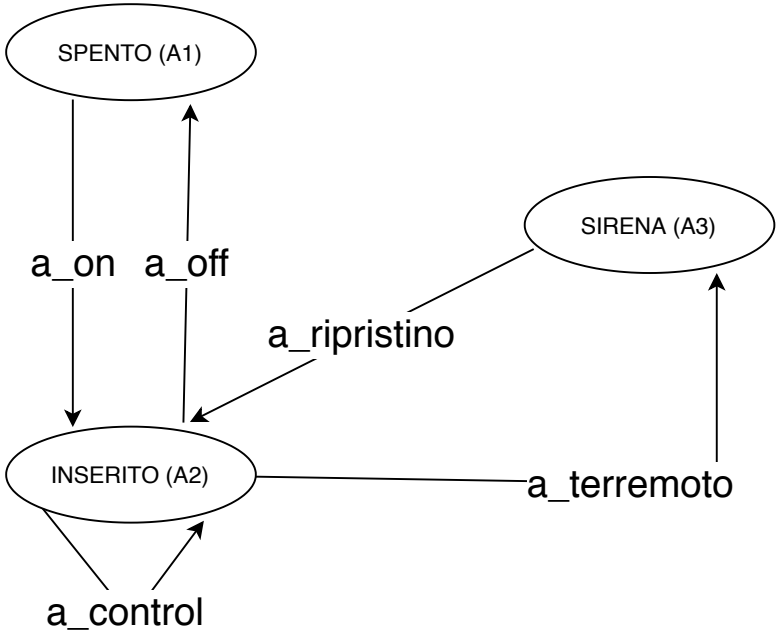 SPENTO (A1)
SIRENA (A3)
a_on
a_off
a_ripristino
INSERITO (A2)
a_terremoto
a_control